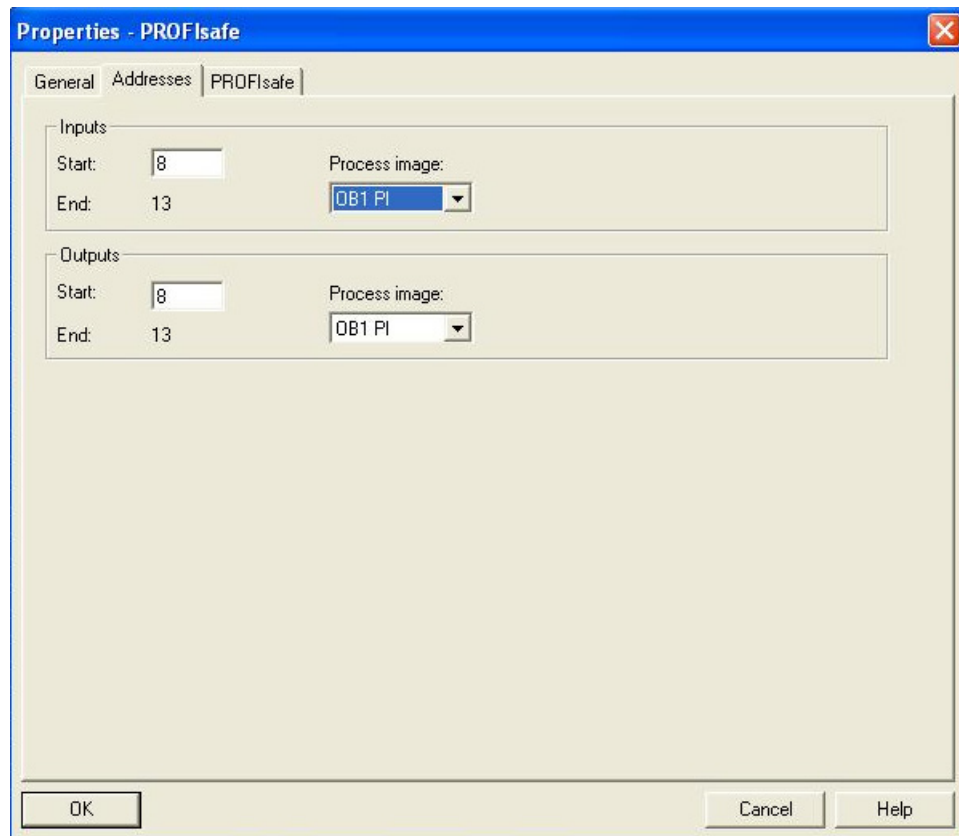 Properties - PROFIsafe
General Addresses PROFIsafe
Inputs
Start: 8 Process image:
End: 13 OB1 PI
Outputs
Start: 8 Process image:
End: 13 OB1 PI
OK Cancel Help